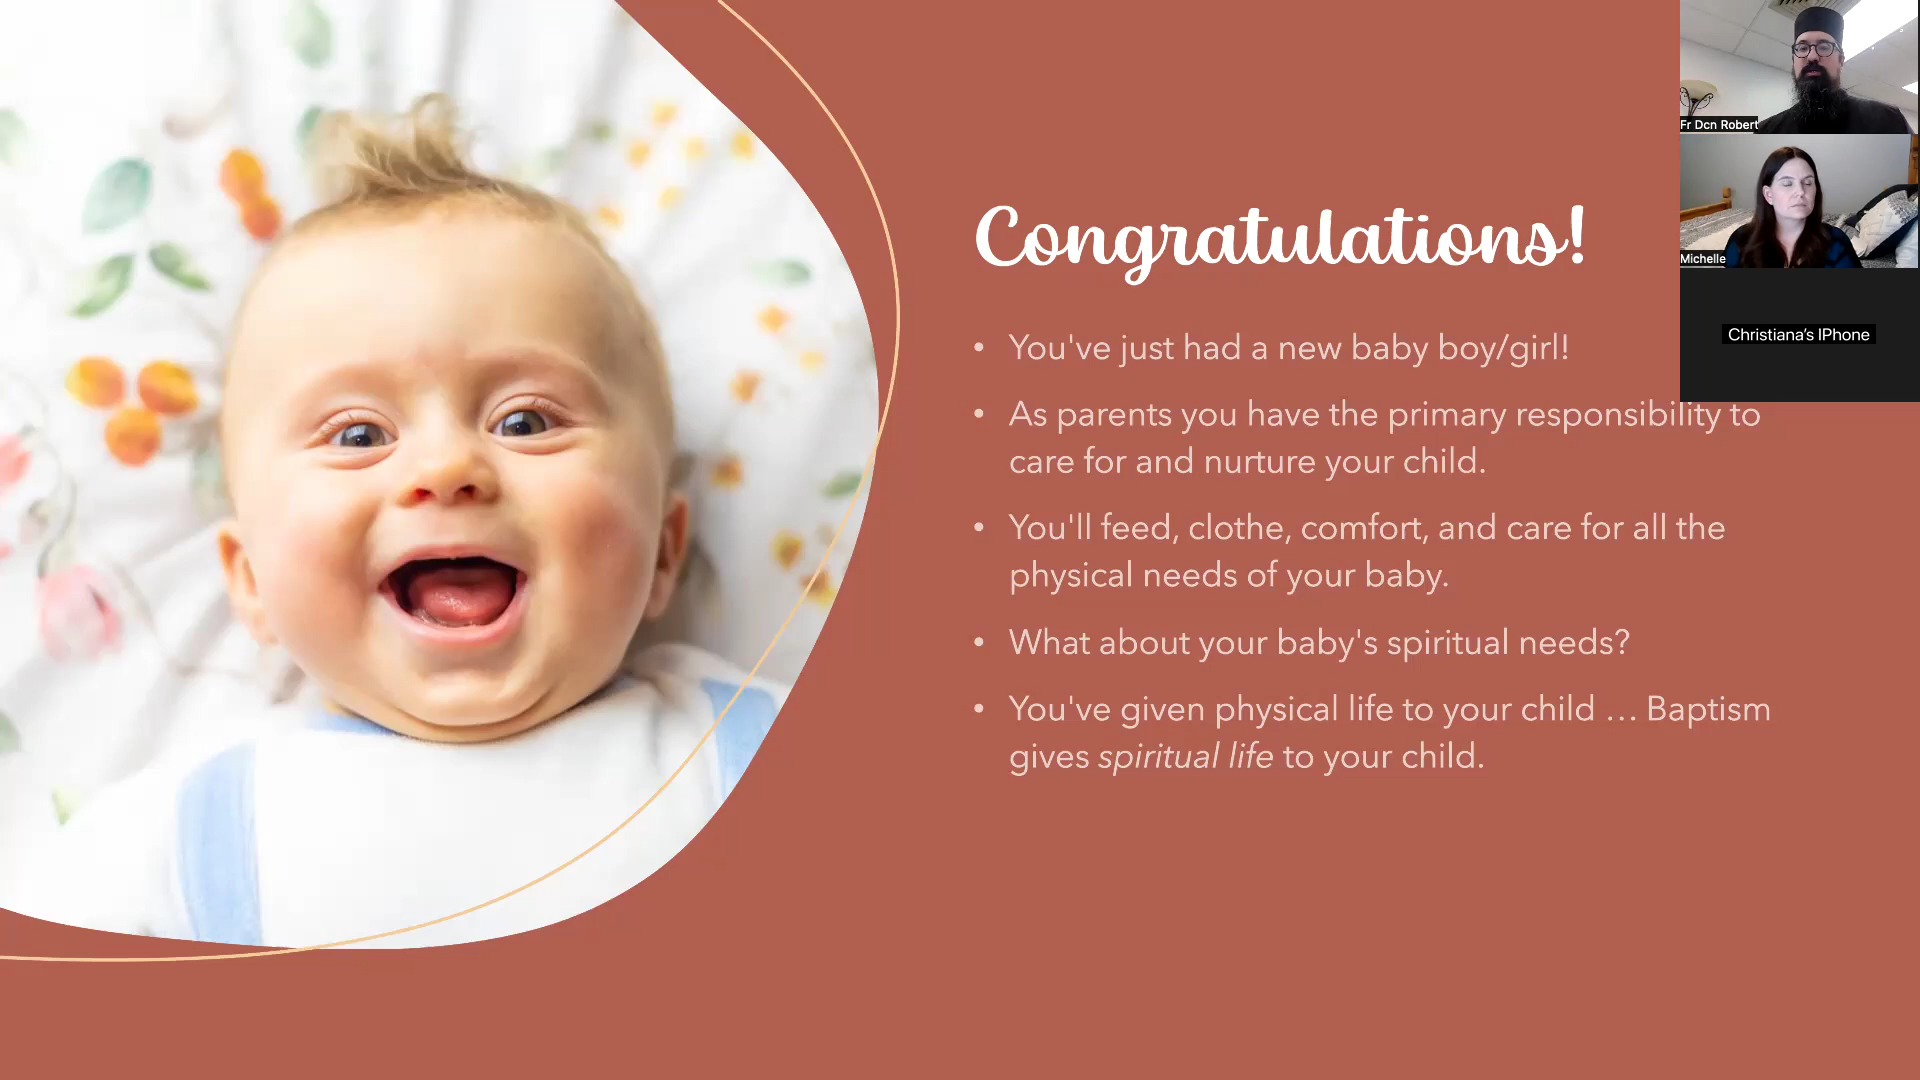 Congratulations!
• You've just had a new baby boy/girl!
• As parents you have the primary responsibility to
care for and nurture your child.
• You'll feed, clothe, comfort, and care for all the
physical needs of your baby.
• What about your baby's spiritual needs?
• You've given physical life to your child … Baptism
gives spiritual life to your child.
Fr Dcn Robert
Michelle
Christiana's IPhone